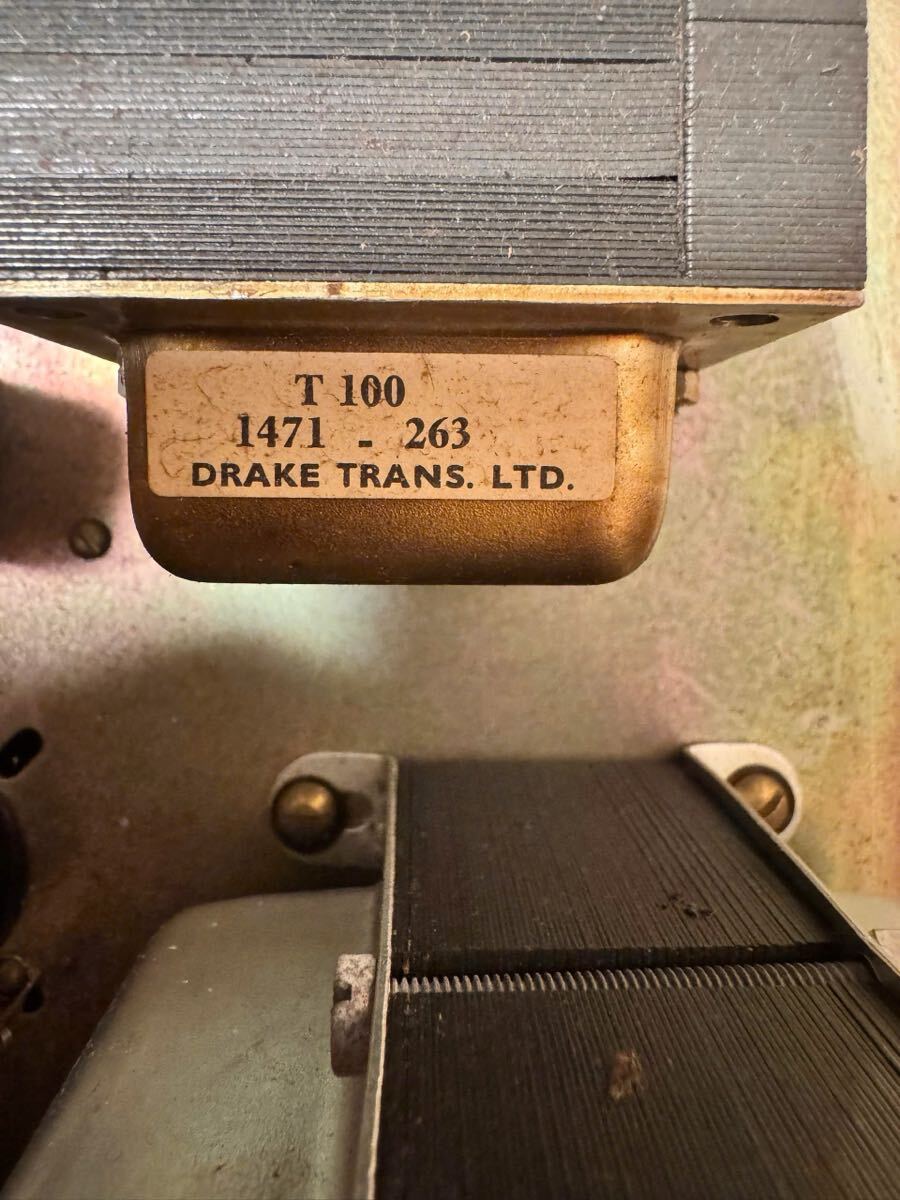 T 100
1471 - 263
DRAKE TRANS. LTD.